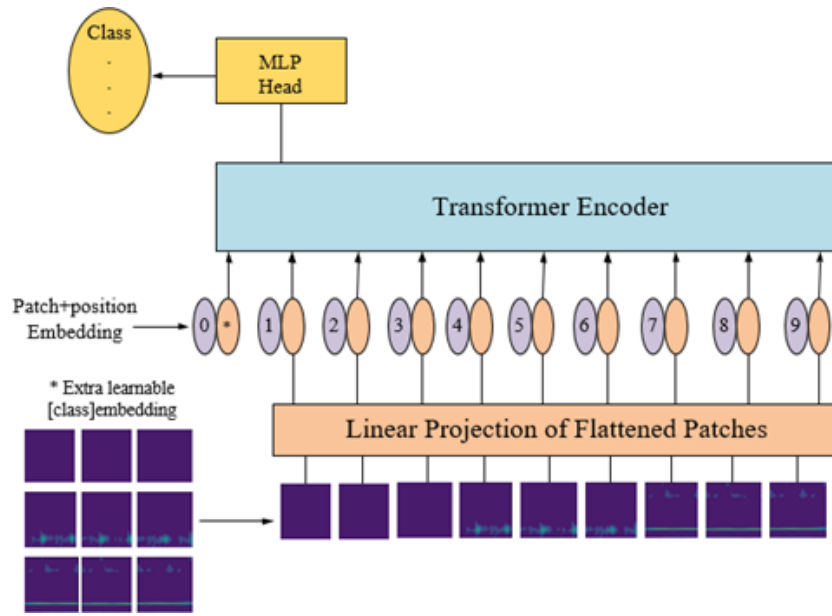 Class
.
.
.
MLP
Head
Transformer Encoder
Patch+position
Embedding
0 * 1 2 3 4 5 6 7 8 9
* Extra learnable
[class]embedding
Linear Projection of Flattened Patches